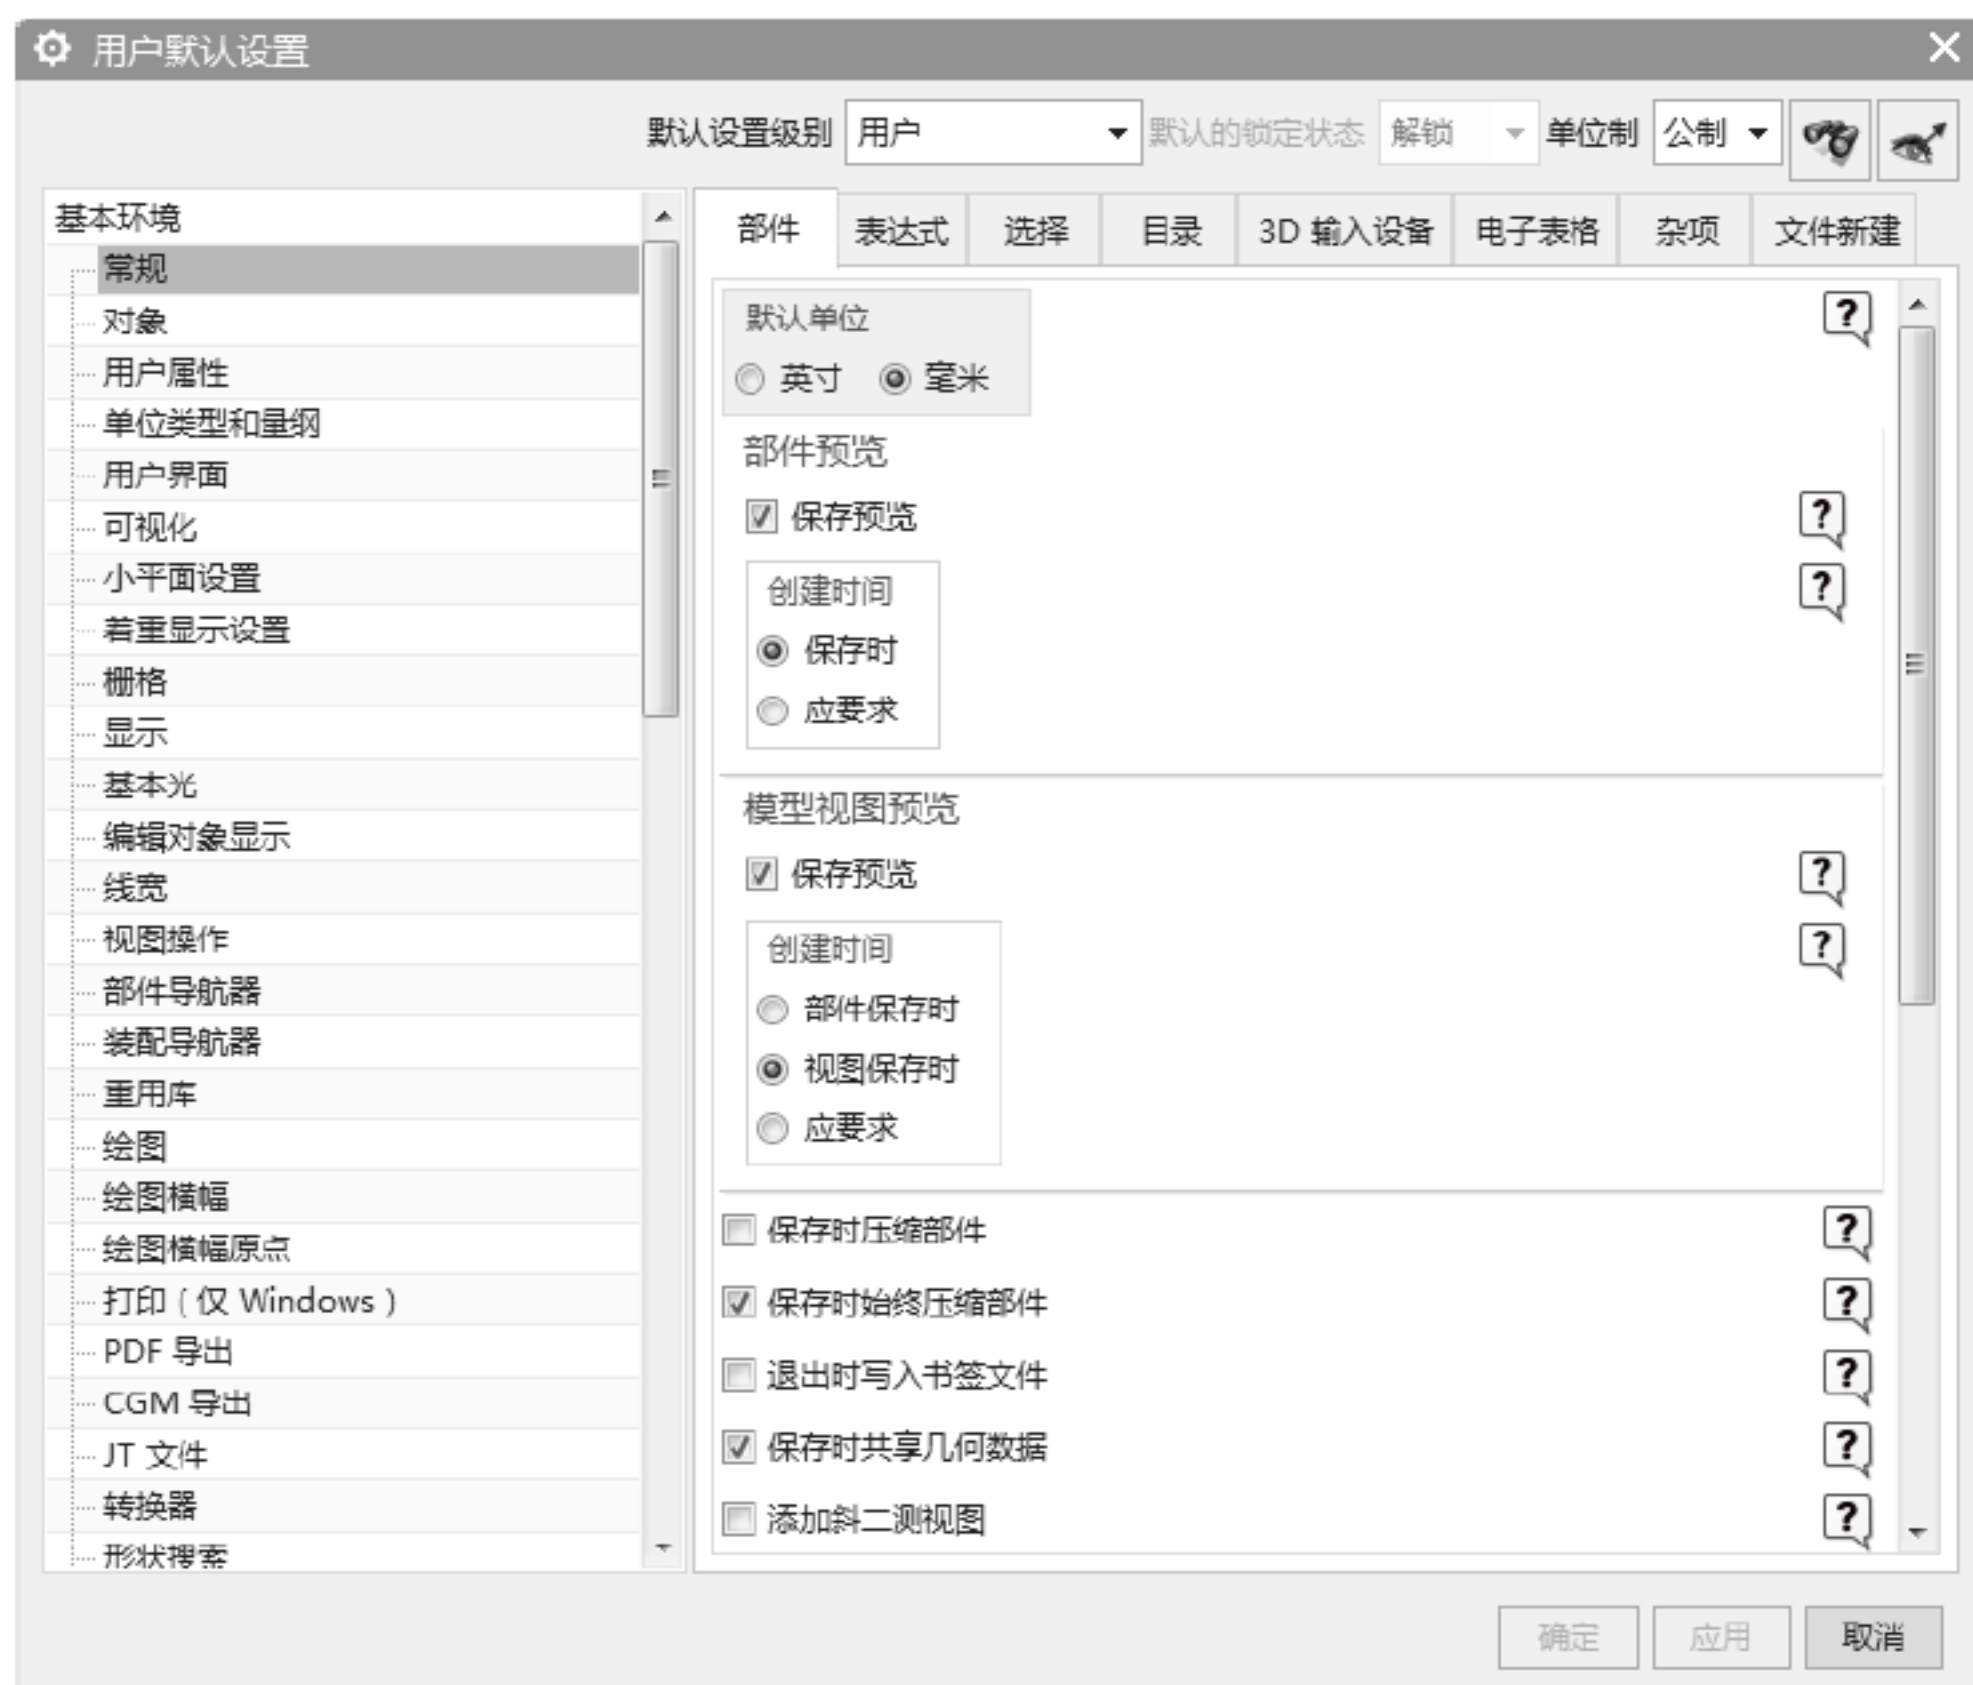 用户默认设置
默认设置级别 用户 默认的锁定状态 解锁 单位制 公制
基本环境
常规
对象
用户属性
单位类型和量纲
用户界面
可视化
小平面设置
着重显示设置
栅格
显示
基本光
编辑对象显示
线宽
视图操作
部件导航器
装配导航器
重用库
绘图
绘图横幅
绘图横幅原点
打印（仅 Windows）
PDF 导出
CGM 导出
JT 文件
转换器
形状搜索
部件 表达式 选择 目录 3D 输入设备 电子表格 杂项 文件新建
默认单位
英寸 毫米
部件预览
保存预览
创建时间
保存时
应要求
模型视图预览
保存预览
创建时间
部件保存时
视图保存时
应要求
保存时压缩部件
保存时始终压缩部件
退出时写入书签文件
保存时共享几何数据
添加斜二测视图
确定 应用 取消